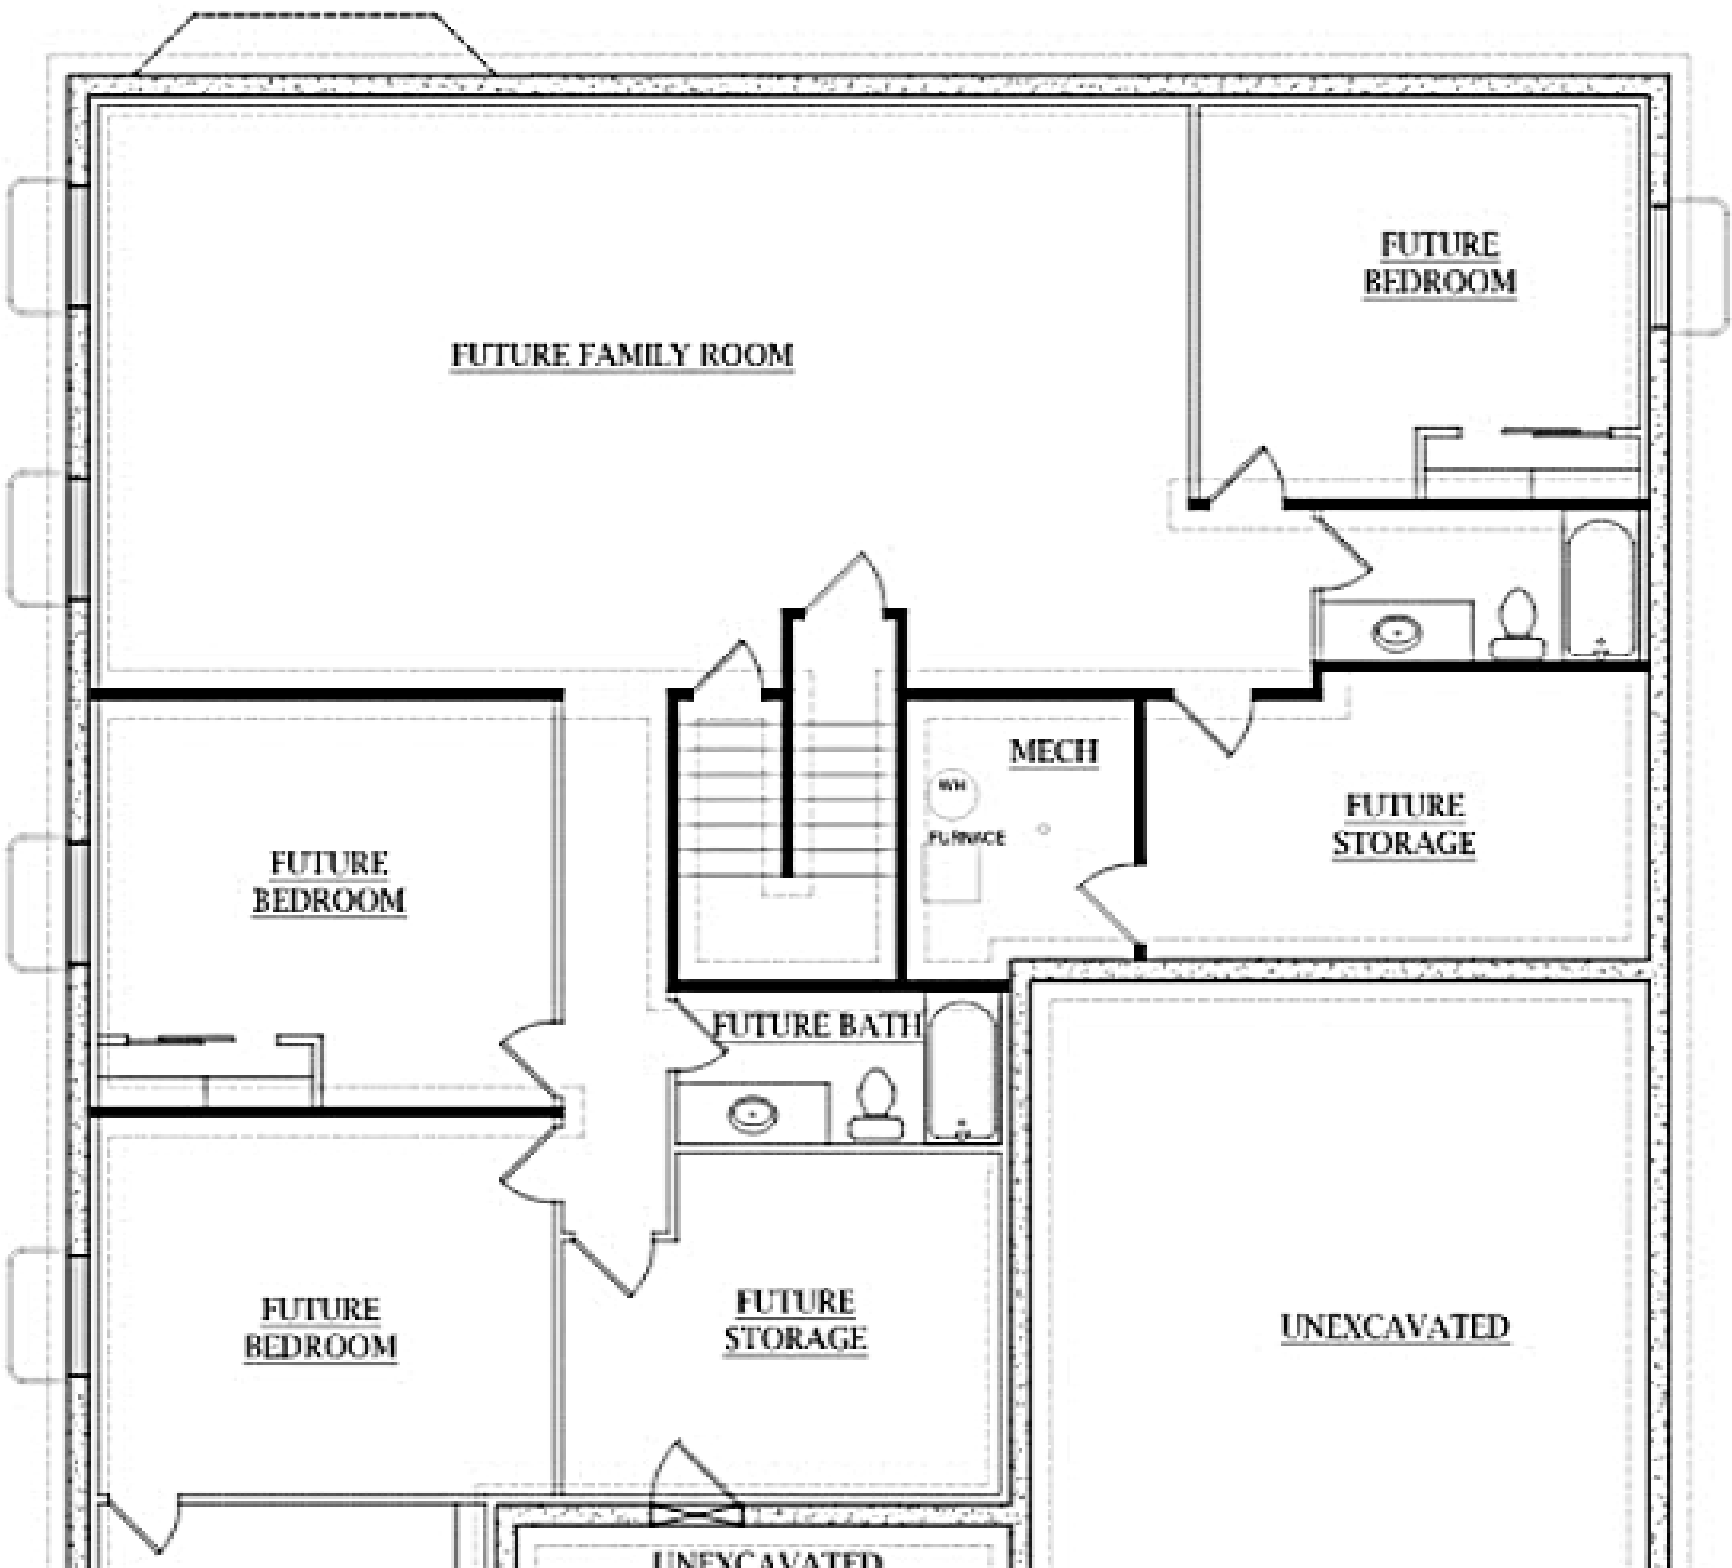 FUTURE
BEDROOM
FUTURE FAMILY ROOM
MECH
WH
FURNACE
FUTURE
STORAGE
FUTURE
BEDROOM
FUTURE BATH
FUTURE
BEDROOM
FUTURE
STORAGE
UNEXCAVATED
UNEXCAVATED